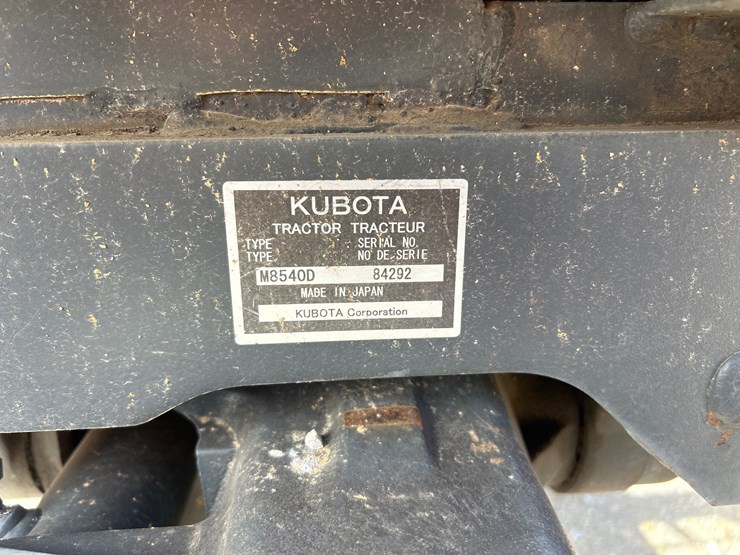 KUBOTA
TRACTOR TRACTEUR
TYPE SERIAL NO.
TYPE NO DE SERIE
M8540D 84292
MADE IN JAPAN
KUBOTA Corporation